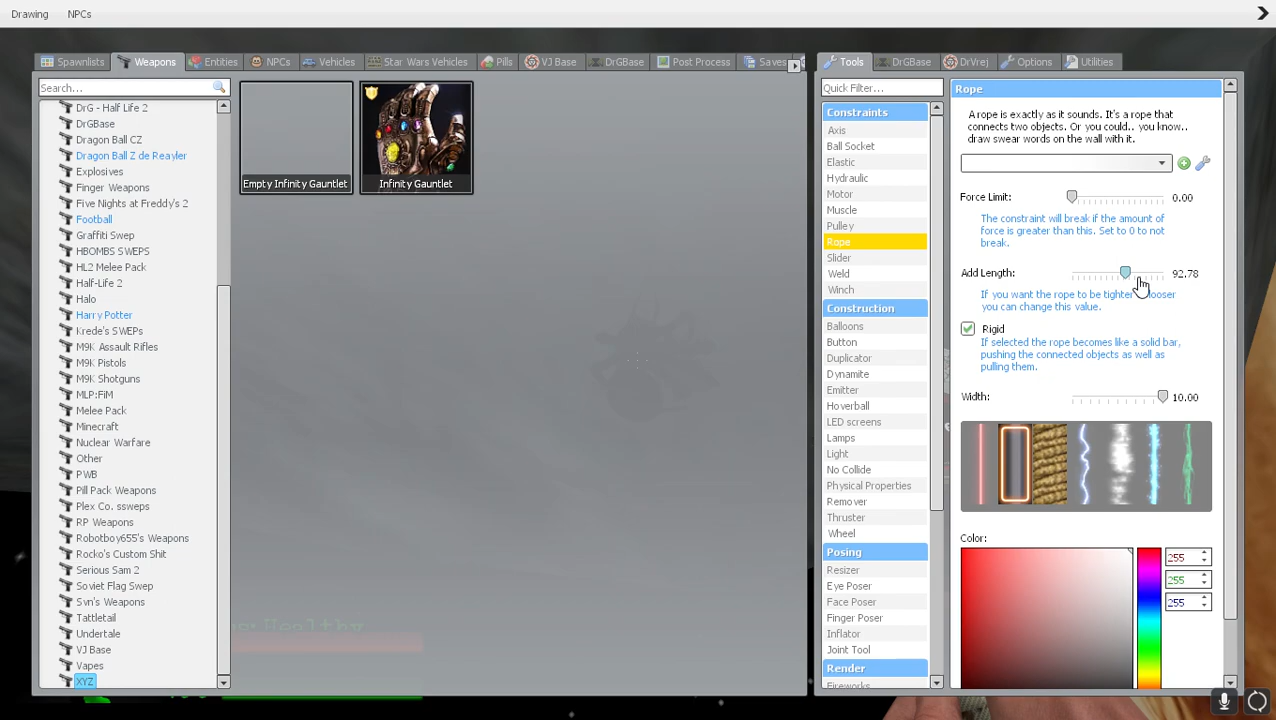 Drawing NPCs
Spawnlists Weapons Entities NPCs Vehicles Star Wars Vehicles Pills VJ Base DrGBase Post Process Saves
Search...
DrG - Half Life 2
DrGBase
Dragon Ball CZ
Dragon Ball Z de Reayler
Explosives
Finger Weapons
Five Nights at Freddy's 2
Football
Graffiti Swep
HBOMBS SWEPS
HL2 Melee Pack
Half-Life 2
Halo
Harry Potter
Krede's SWEPs
M9K Assault Rifles
M9K Pistols
M9K Shotguns
MLP:FiM
Melee Pack
Minecraft
Nuclear Warfare
Other
PWB
Pill Pack Weapons
Plex Co. ssweps
RP Weapons
Robotboy655's Weapons
Rocko's Custom Shit
Serious Sam 2
Soviet Flag Swep
Svn's Weapons
Tattletail
Undertale
VJ Base
Vapes
XYZ
Empty Infinity Gauntlet
Infinity Gauntlet
Healthy
Tools DrGBase DrVrej Options Utilities
Quick Filter...
Constraints
Axis
Ball Socket
Elastic
Hydraulic
Motor
Muscle
Pulley
Rope
Slider
Weld
Winch
Construction
Balloons
Button
Duplicator
Dynamite
Emitter
Hoverball
LED screens
Lamps
Light
No Collide
Physical Properties
Remover
Thruster
Wheel
Posing
Resizer
Eye Poser
Face Poser
Finger Poser
Inflator
Joint Tool
Render
Fireworks
Rope
A rope is exactly as it sounds. It's a rope that
connects two objects. Or you could.. you know..
draw swear words on the wall with it.
Force Limit: 0.00
The constraint will break if the amount of
force is greater than this. Set to 0 to not
break.
Add Length: 92.78
If you want the rope to be tighter looser
you can change this value.
Rigid
If selected the rope becomes like a solid bar,
pushing the connected objects as well as
pulling them.
Width: 10.00
Color:
255
255
255